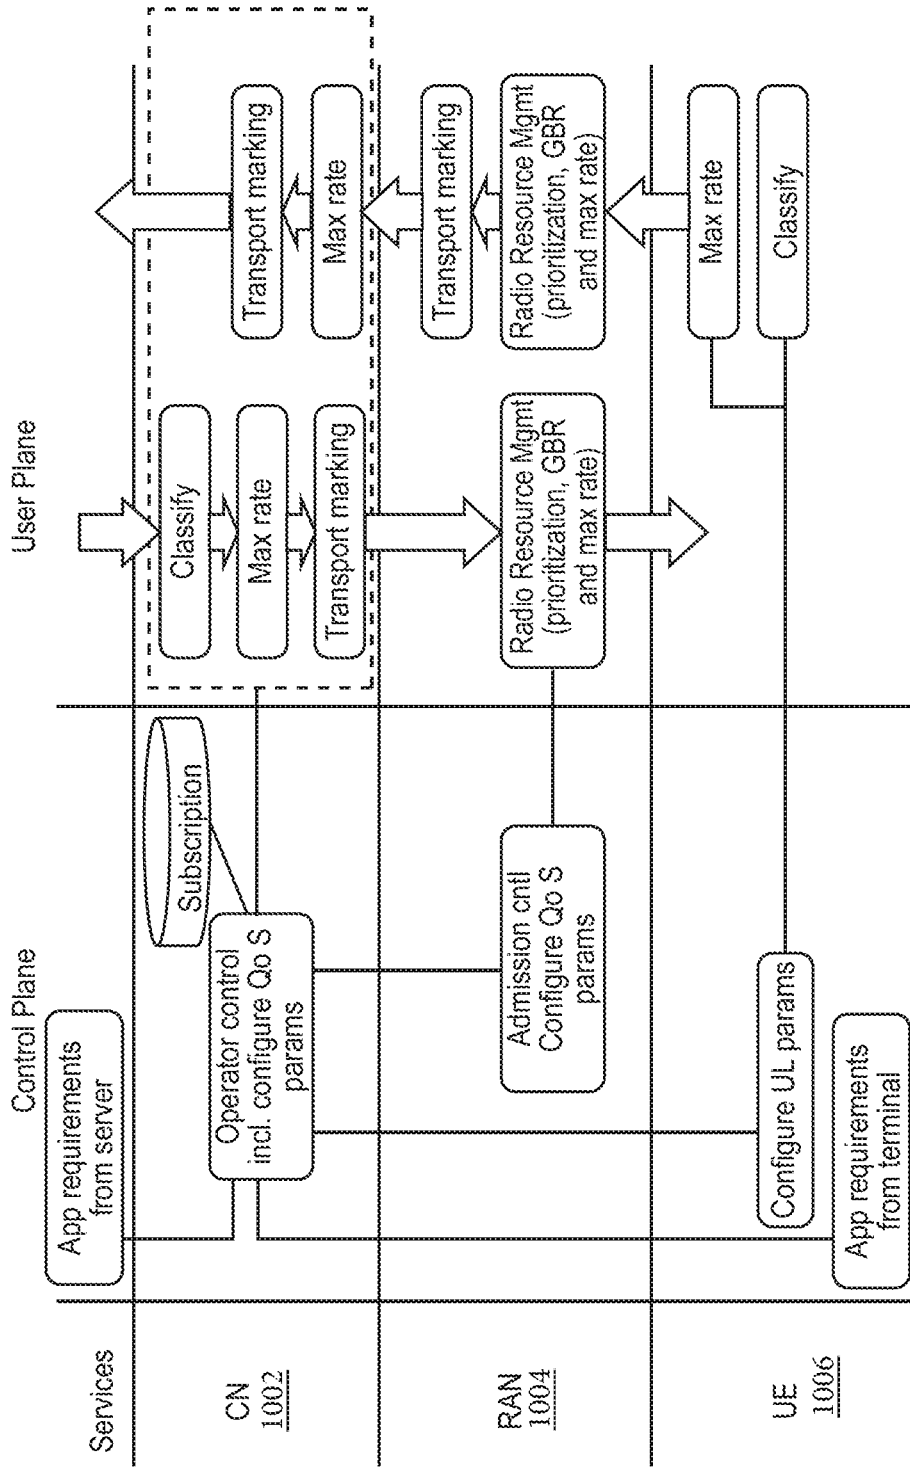 Control Plane
User Plane
Services
App requirements
from server
CN
1002
Operator control
incl. configure Qo S
params
Subscription
Classify
Max rate
Transport marking
Transport marking
Max rate
RAN
1004
Admission cntl
Configure Qo S
params
Radio Resource Mgmt
(prioritization, GBR
and max rate)
Transport marking
Radio Resource Mgmt
(prioritization, GBR
and max rate)
UE
1006
Configure UL params
App requirements
from terminal
Max rate
Classify